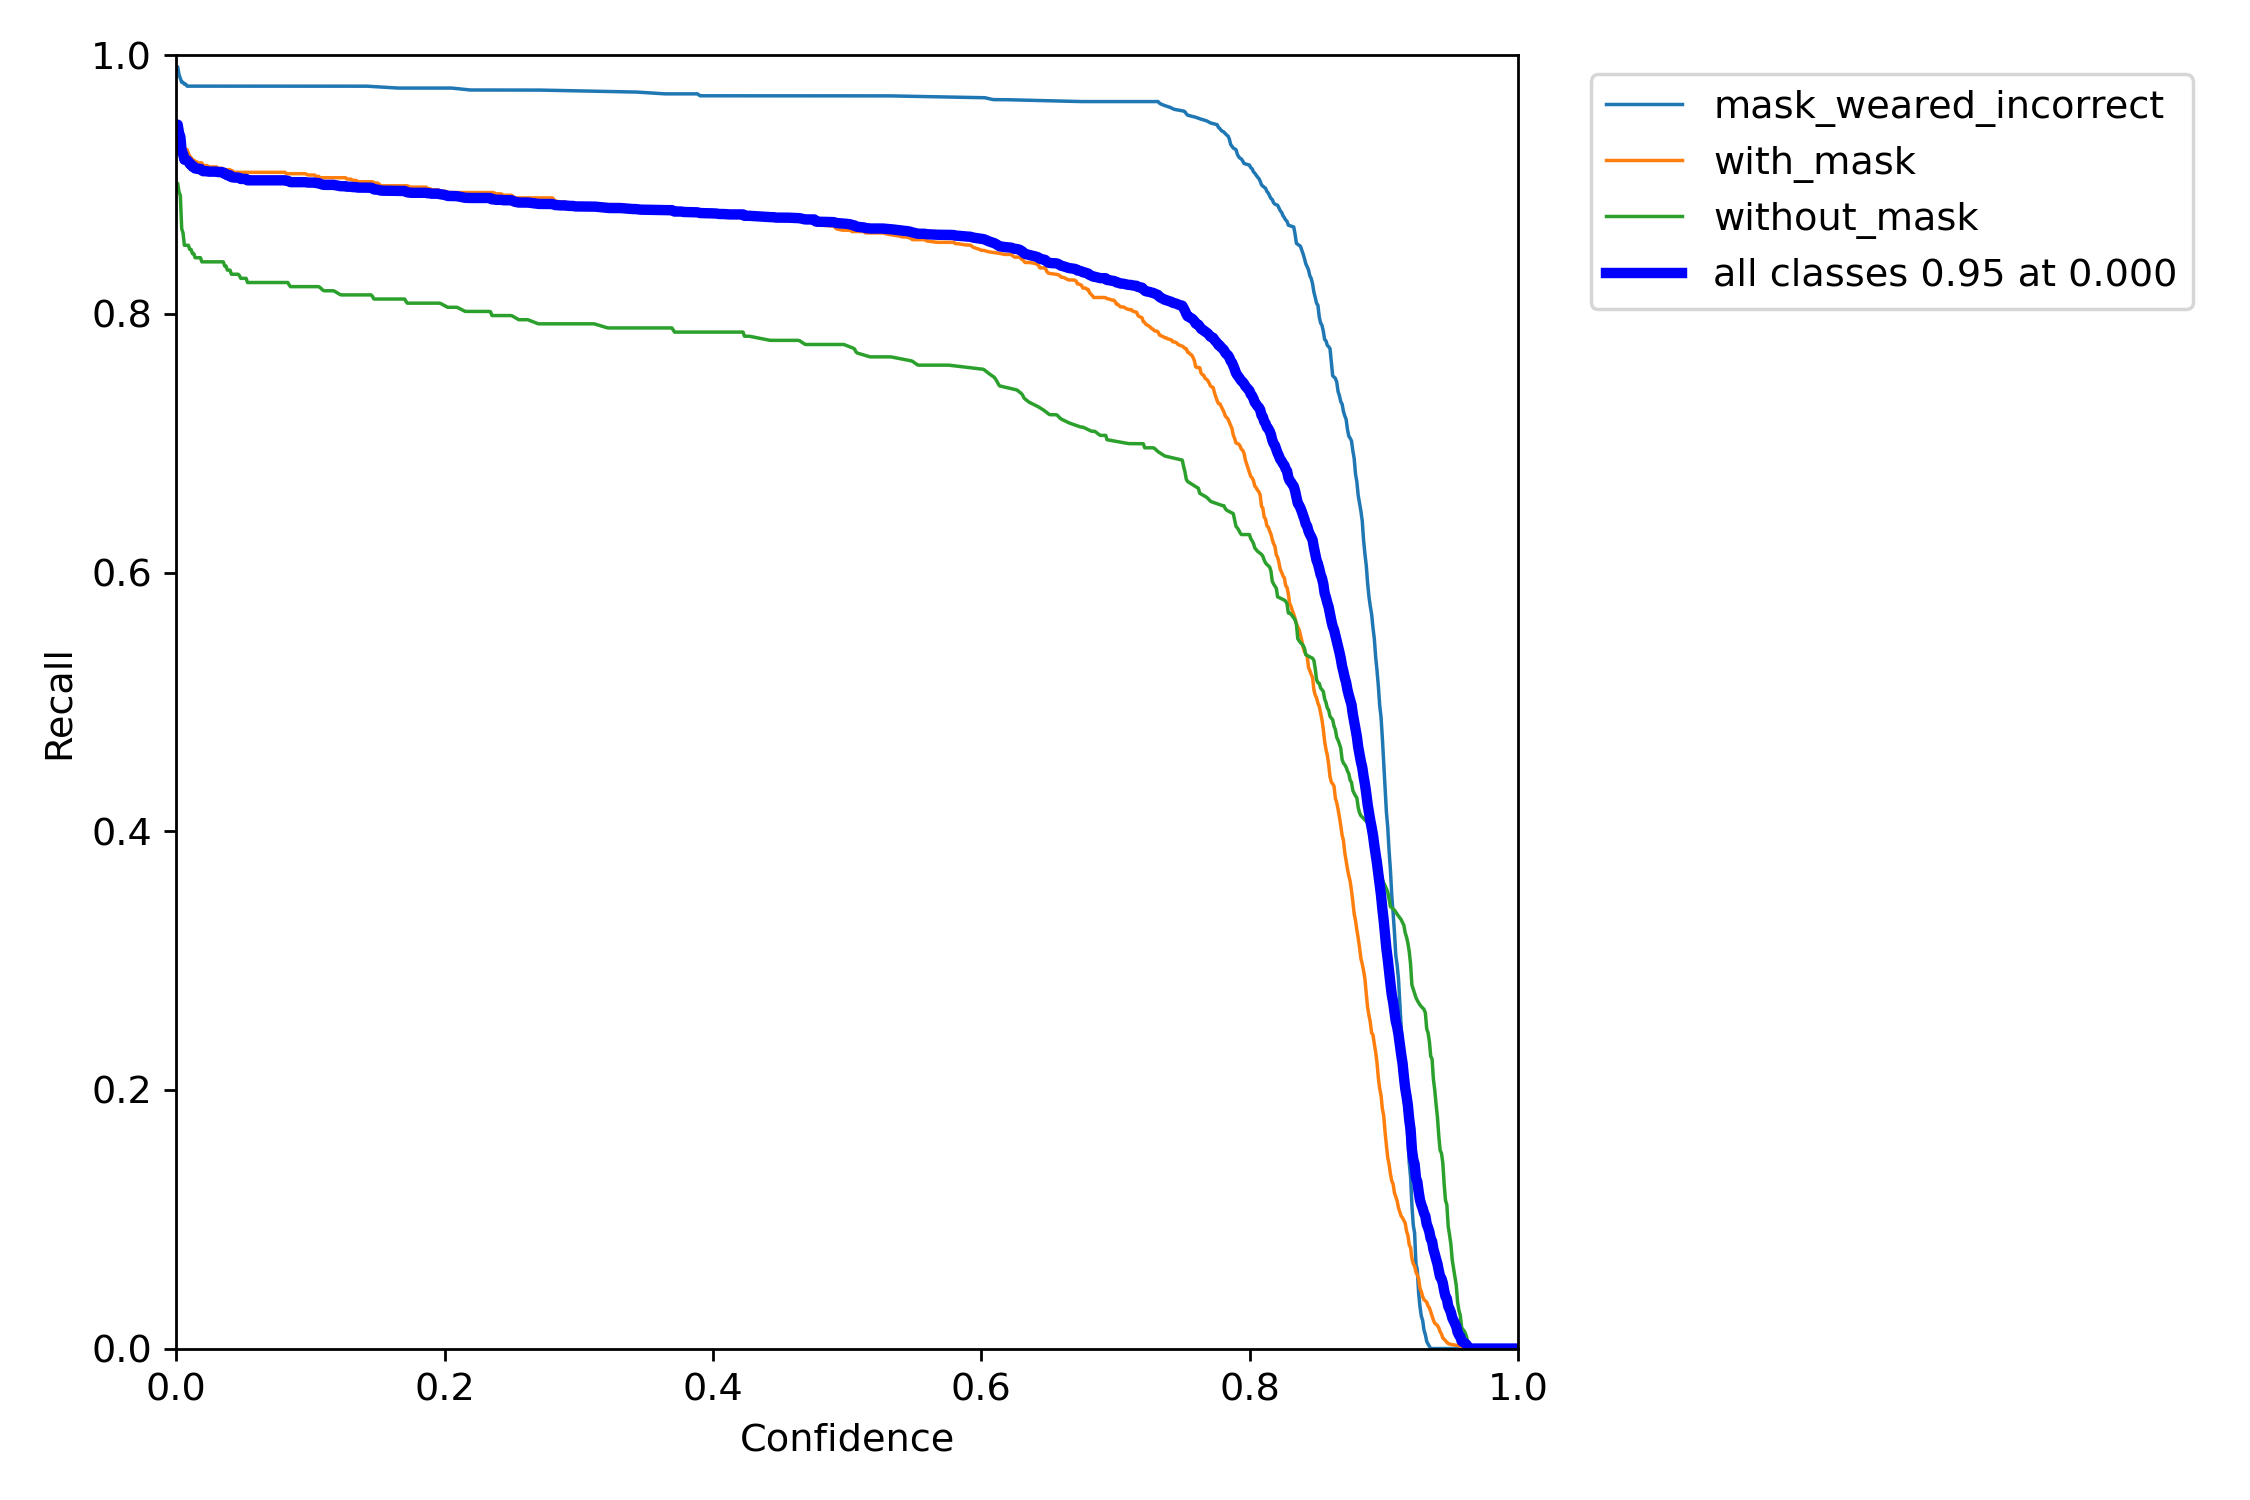 1.0
0.8
0.6
0.4
0.2
0.0
Recall
0.0 0.2 0.4 0.6 0.8 1.0
Confidence
mask_weared_incorrect
with_mask
without_mask
all classes 0.95 at 0.000